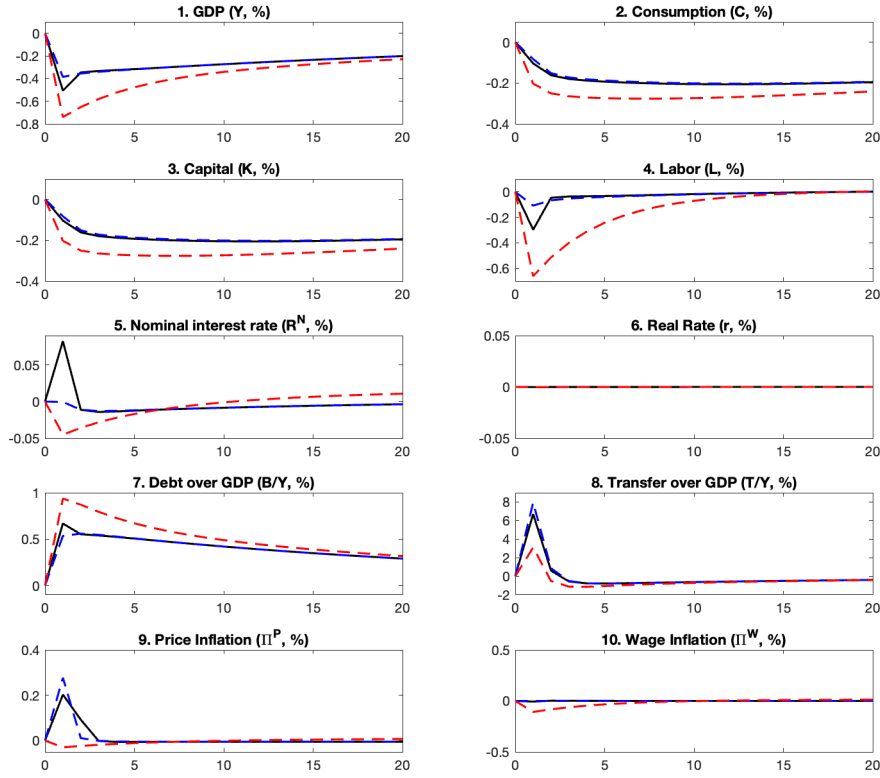 1. GDP (Y, %)
0
-0.2
-0.4
-0.6
-0.8
0 5 10 15 20
2. Consumption (C, %)
0
-0.2
-0.4
0 5 10 15 20
3. Capital (K, %)
0
-0.2
-0.4
0 5 10 15 20
4. Labor (L, %)
0
-0.2
-0.4
-0.6
0 5 10 15 20
5. Nominal interest rate (R^N, %)
0.05
0
-0.05
0 5 10 15 20
6. Real Rate (r, %)
0.05
0
-0.05
0 5 10 15 20
7. Debt over GDP (B/Y, %)
1
0.5
0
0 5 10 15 20
8. Transfer over GDP (T/Y, %)
8
6
4
2
0
-2
0 5 10 15 20
9. Price Inflation (Π^P, %)
0.4
0.2
0
0 5 10 15 20
10. Wage Inflation (Π^W, %)
0.5
0
-0.5
0 5 10 15 20